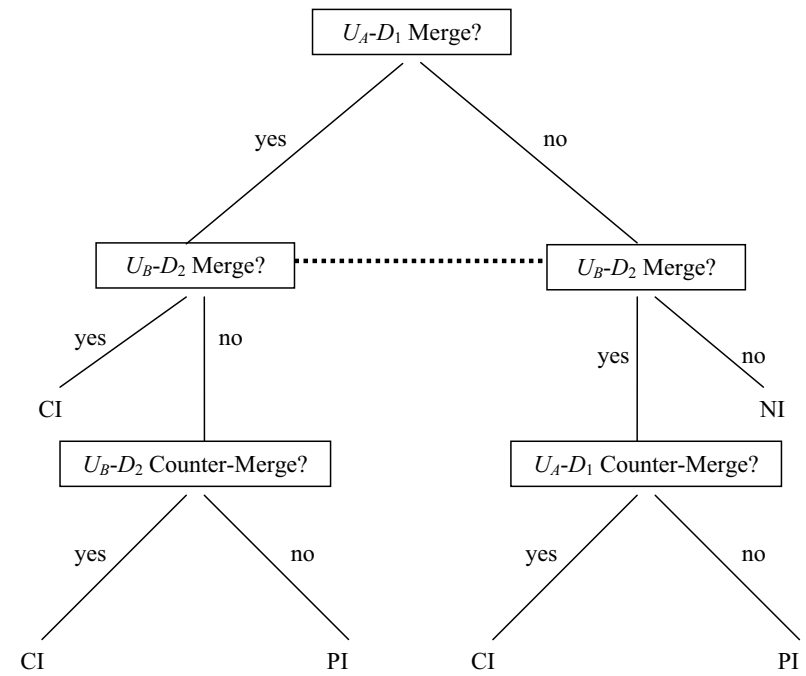 U_A-D_1 Merge?
yes
no
U_B-D_2 Merge?
U_B-D_2 Merge?
yes
no
yes
no
CI
NI
U_B-D_2 Counter-Merge?
U_A-D_1 Counter-Merge?
yes
no
yes
no
CI
PI
CI
PI